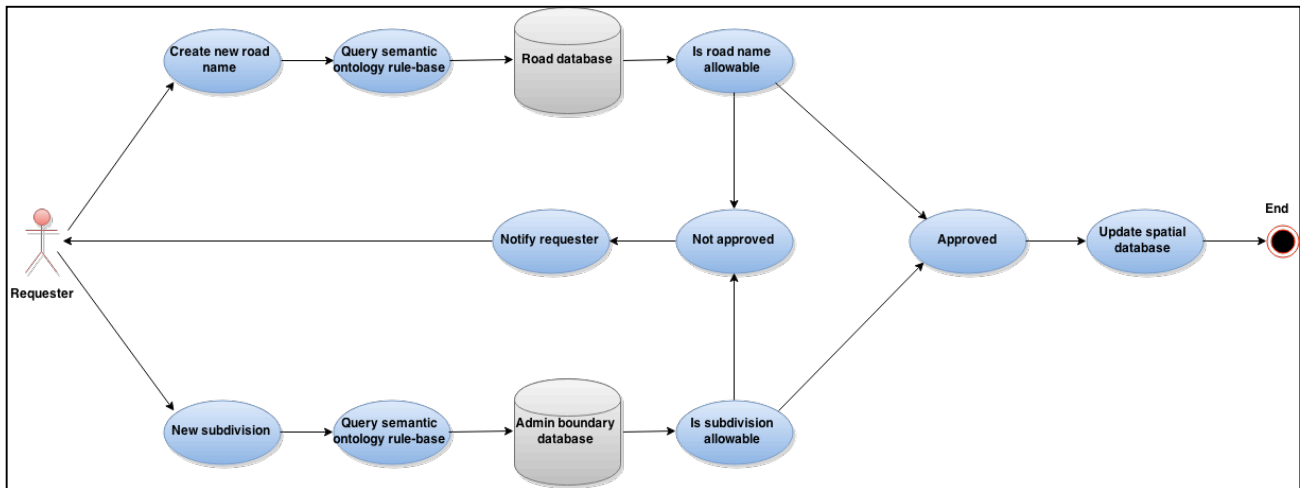 Create new road
name
Query semantic
ontology rule-base
Road database
Is road name
allowable
Requester
Notify requester
Not approved
Approved
Update spatial
database
End
New subdivision
Query semantic
ontology rule-base
Admin boundary
database
Is subdivision
allowable